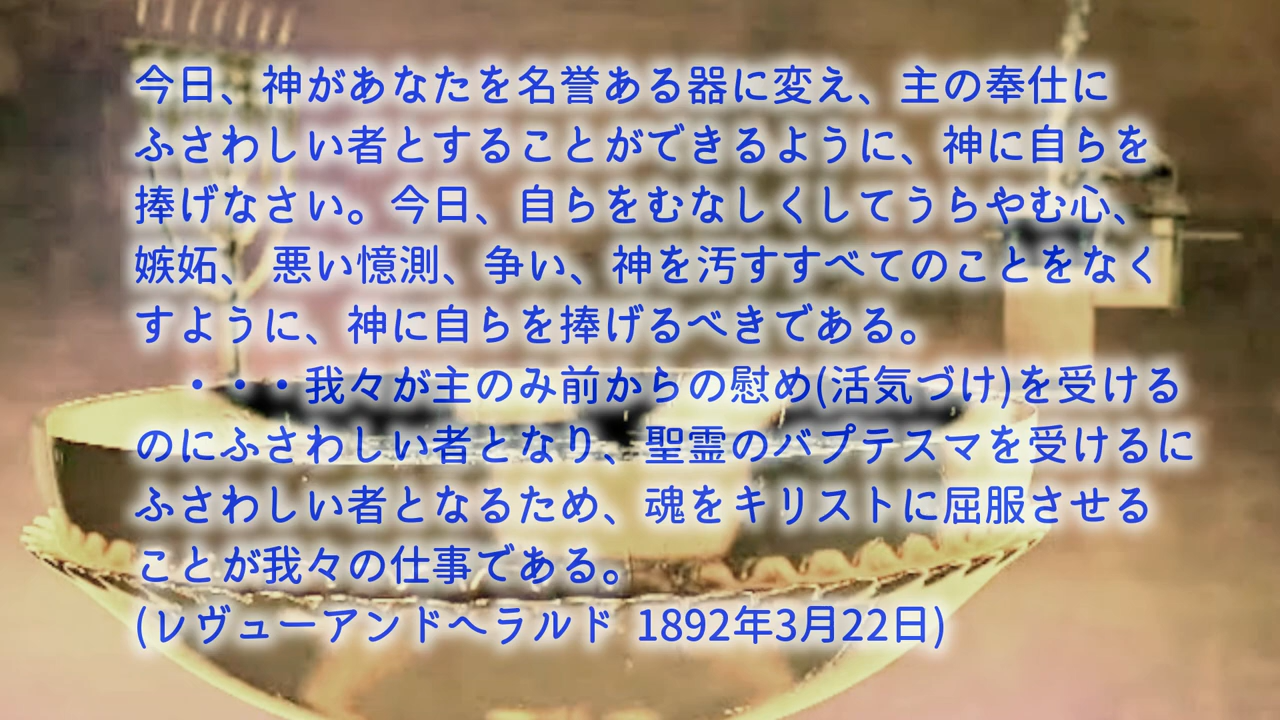 今日、神があなたを名誉ある器に変え、主の奉仕に
ふさわしい者とすることができるように、神に自らを
捧げなさい。今日、自らをむなしくしてうらやむ心、
嫉妬、 悪い憶測、争い、神を汚すすべてのことをなく
すように、神に自らを捧げるべきである。
・・・我々が主のみ前からの慰め(活気づけ)を受ける
のにふさわしい者となり、聖霊のバプテスマを受けるに
ふさわしい者となるため、魂をキリストに屈服させる
ことが我々の仕事である。
(レヴューアンドヘラルド 1892年3月22日)